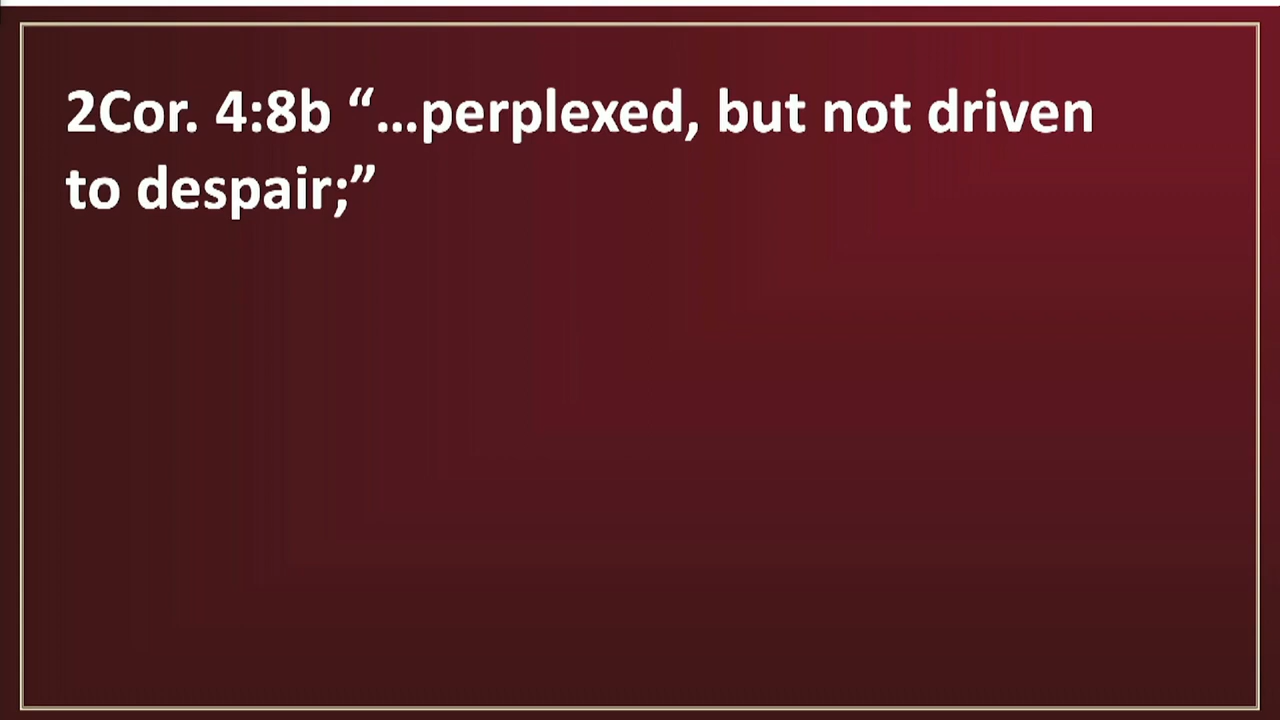 2Cor. 4:8b “…perplexed, but not driven
to despair;”